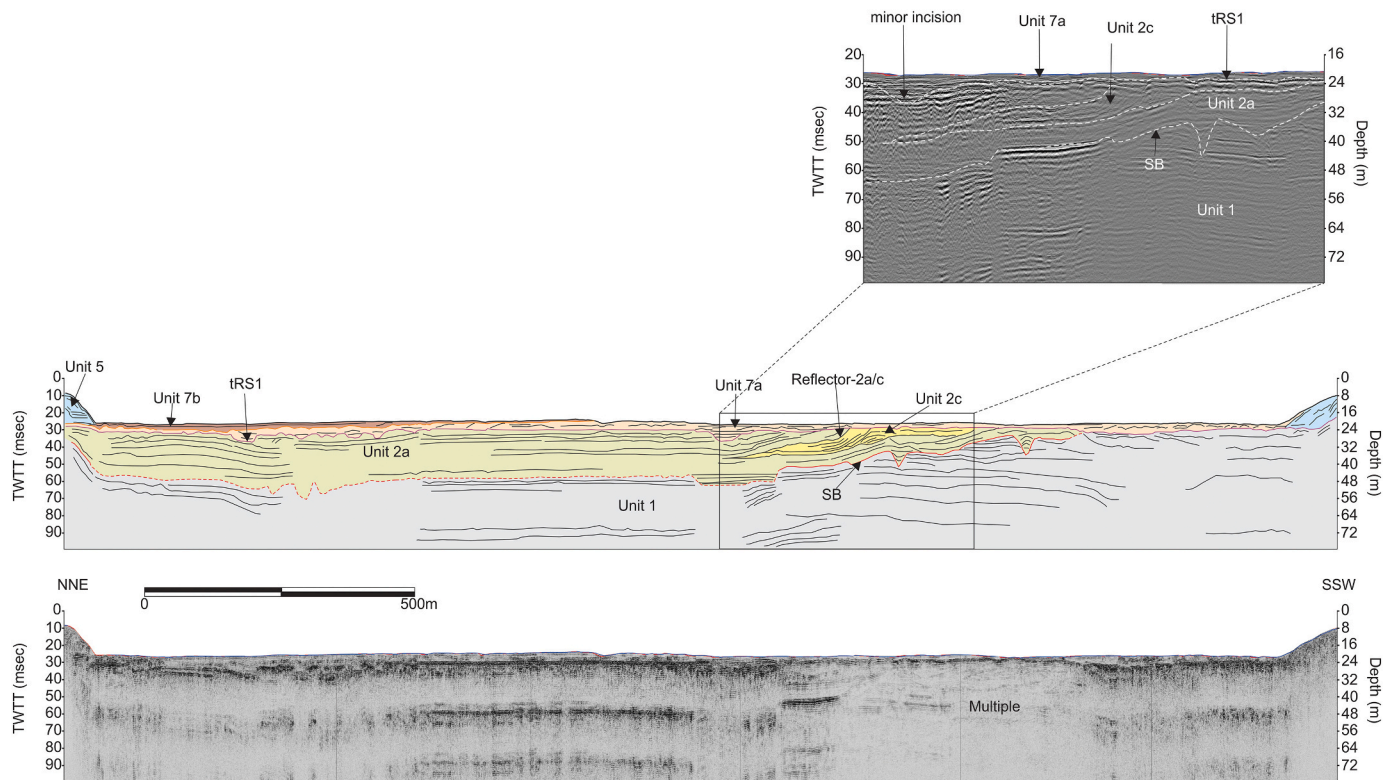 minor incision
Unit 7a
Unit 2c
tRS1
20
30
40
50
60
70
80
90
TWTT (msec)
16
24
32
40
48
56
64
72
Depth (m)
Unit 2a
SB
Unit 1
Unit 5
Unit 7b
tRS1
Unit 7a
Reflector-2a/c
Unit 2c
0
10
20
30
40
50
60
70
80
90
TWTT (msec)
0
8
16
24
32
40
48
56
64
72
Depth (m)
Unit 2a
Unit 1
SB
NNE
SSW
0
500m
0
10
20
30
40
50
60
70
80
90
TWTT (msec)
0
8
16
24
32
40
48
56
64
72
Depth (m)
Multiple